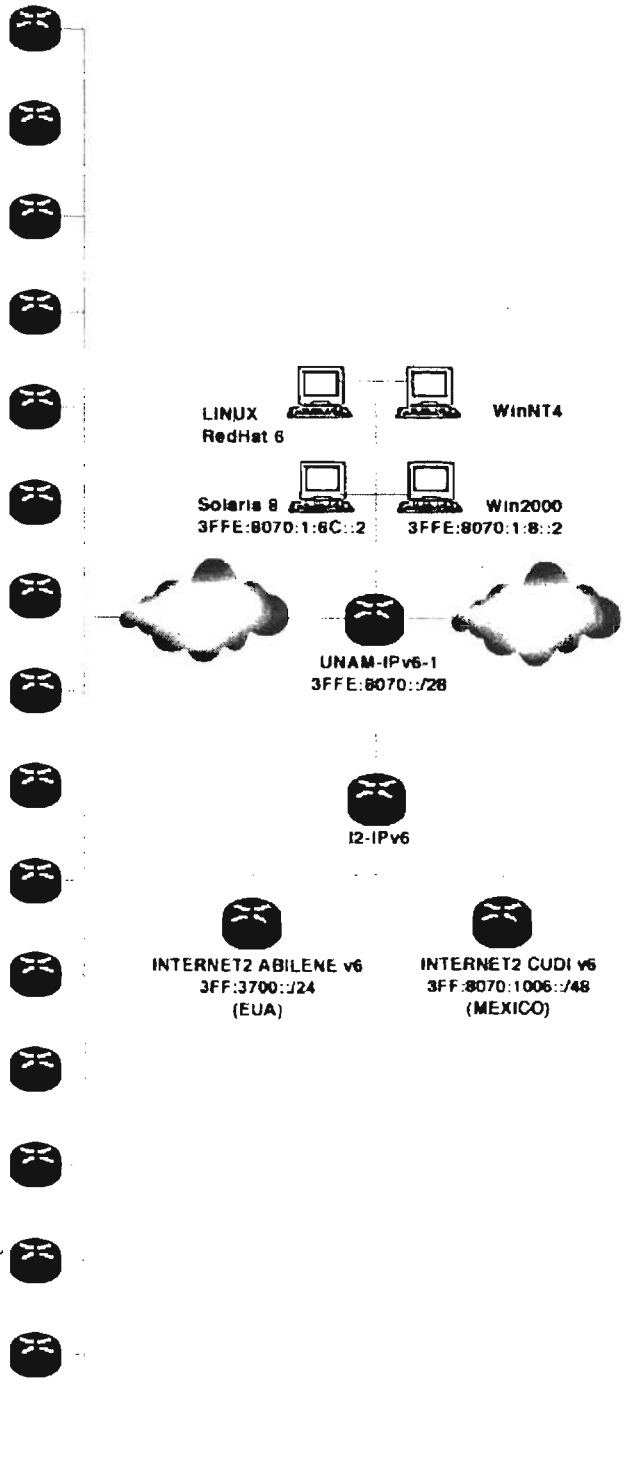 LINUX
RedHat 6
WinNT4
Solaris 8
3FFE:8070:1:6C::2
Win2000
3FFE:8070:1:8::2
UNAM-IPv6-1
3FFE:8070::/28
I2-IPv6
INTERNET2 ABILENE v6
3FF:3700::/24
(EUA)
INTERNET2 CUDI v6
3FF:8070:1006::/48
(MEXICO)